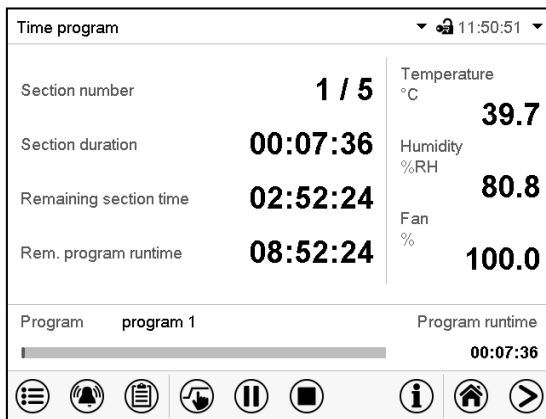 Time program 11:50:51
Section number 1 / 5
Section duration 00:07:36
Remaining section time 02:52:24
Rem. program runtime 08:52:24
Temperature
°C
39.7
Humidity
%RH
80.8
Fan
%
100.0
Program program 1 Program runtime
00:07:36